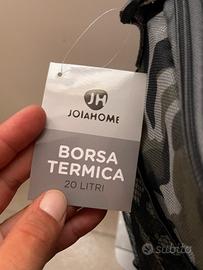 JH
JOIAHOME
BORSA
TERMICA
20 LITRI
subito